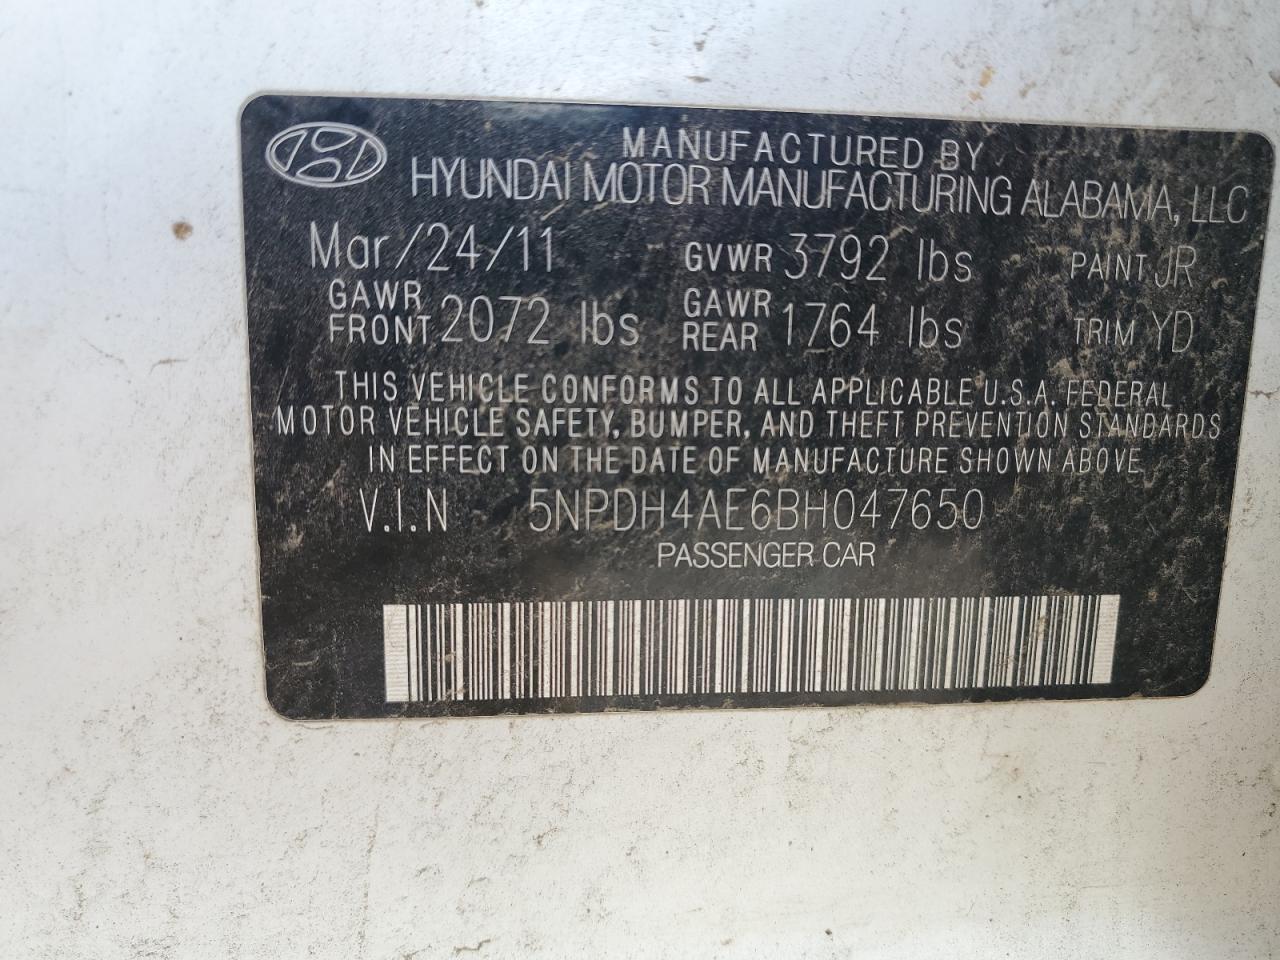 MANUFACTURED BY
HYUNDAI MOTOR MANUFACTURING ALABAMA, LLC
Mar/24/11 GVWR 3792 lbs PAINT JR
GAWR FRONT 2072 lbs GAWR REAR 1764 lbs TRIM YD
THIS VEHICLE CONFORMS TO ALL APPLICABLE U.S.A. FEDERAL
MOTOR VEHICLE SAFETY, BUMPER, AND THEFT PREVENTION STANDARDS
IN EFFECT ON THE DATE OF MANUFACTURE SHOWN ABOVE
V.I.N 5NPDH4AE6BH047650
PASSENGER CAR